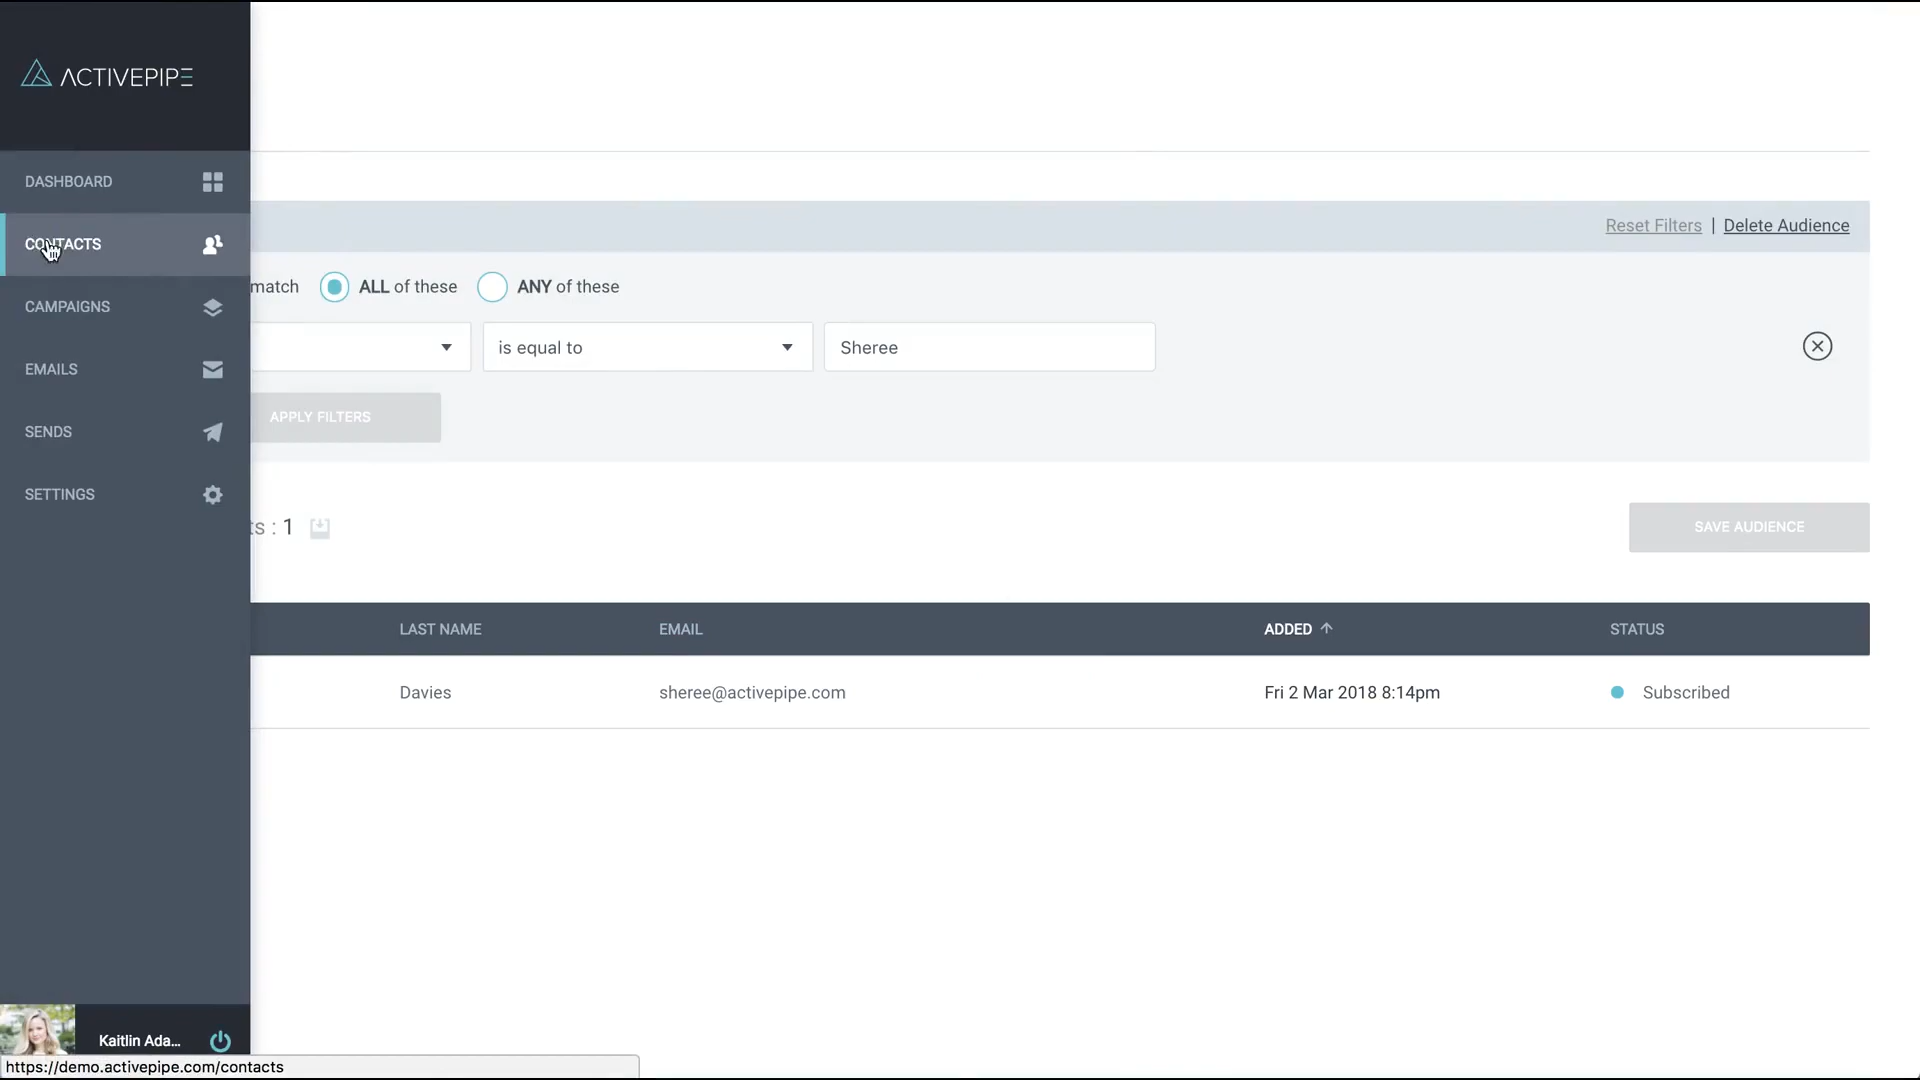 ACTIVEPIPE
DASHBOARD
CONTACTS
CAMPAIGNS
EMAILS
SENDS
SETTINGS
Reset Filters | Delete Audience
match ALL of these ANY of these
is equal to Sheree
APPLY FILTERS
ts : 1
SAVE AUDIENCE
LAST NAME EMAIL ADDED STATUS
Davies sheree@activepipe.com Fri 2 Mar 2018 8:14pm Subscribed
Kaitlin Ada...
https://demo.activepipe.com/contacts